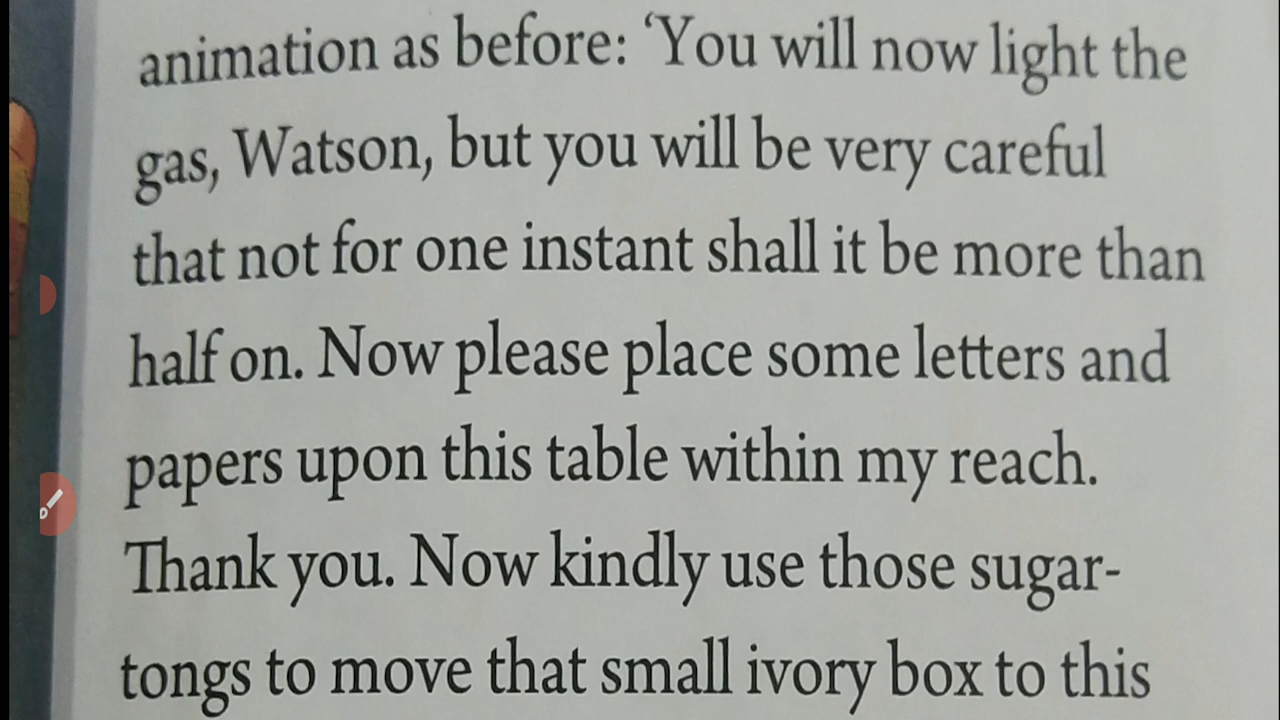 animation as before: ‘You will now light the
gas, Watson, but you will be very careful
that not for one instant shall it be more than
half on. Now please place some letters and
papers upon this table within my reach.
Thank you. Now kindly use those sugar-
tongs to move that small ivory box to this